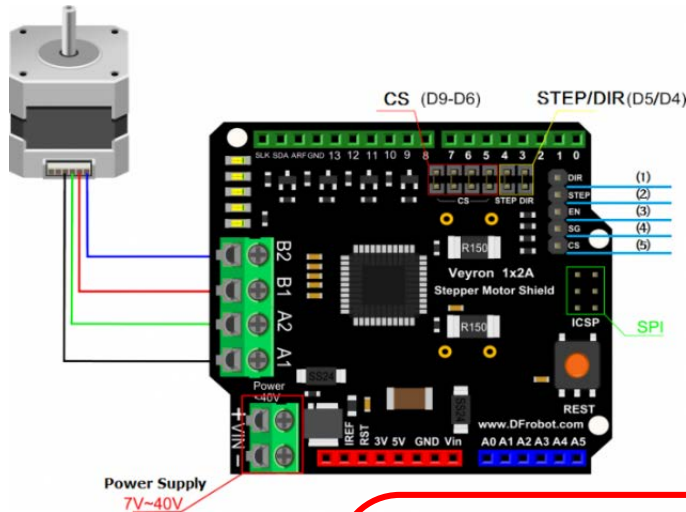 CS (D9-D6) STEP/DIR(D5/D4)
SLK SDA ARF GND 13 12 11 10 9 8 7 6 5 4 3 2 1 0
CS STEP DIR
DIR (1)
STEP (2)
EN (3)
SG (4)
CS (5)
B2
B1
A2
A1
R150
Veyron 1x2A
Stepper Motor Shield
R150
ICSP
SPI
SS24
SS24
Power
<40V
+ VIN -
REST
www.DFrobot.com
IREF RST 3V 5V GND Vin A0 A1 A2 A3 A4 A5
Power Supply
7V~40V